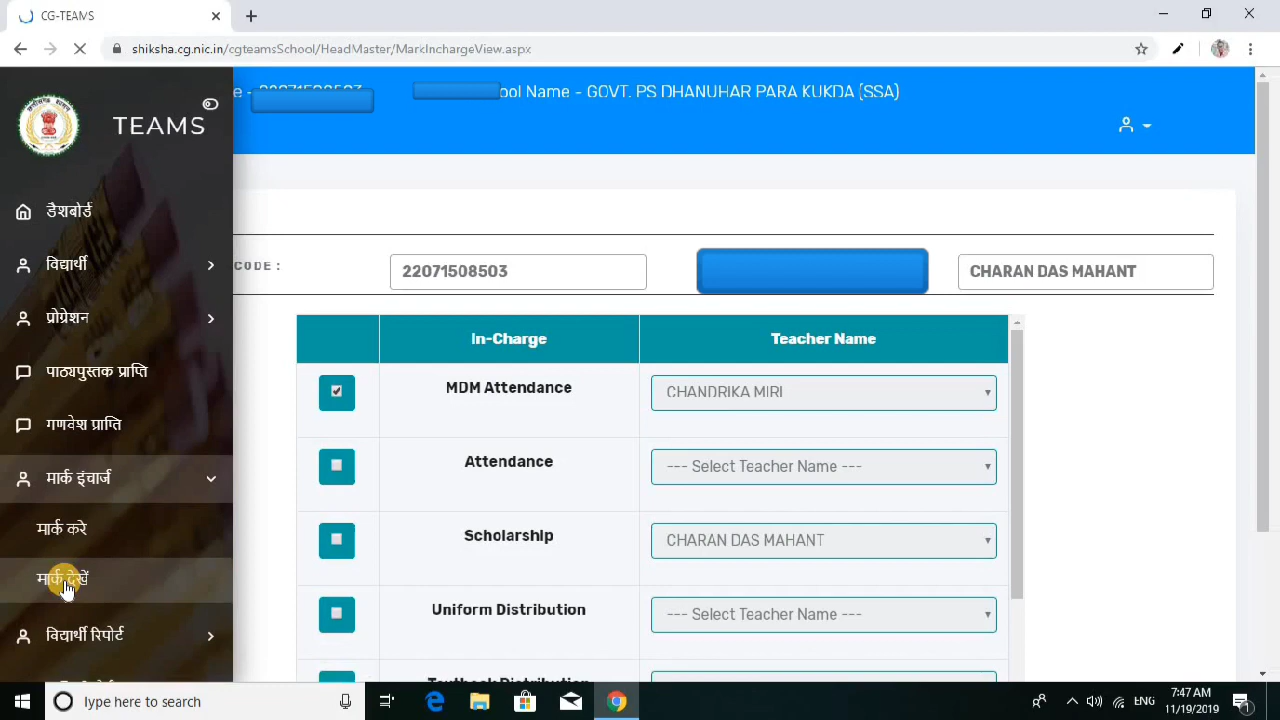 CG-TEAMS
shiksha.cg.nic.in/cgteamsSchool/HeadMaster/MarkInchargeView.aspx
TEAMS
ool Name - GOVT. PS DHANUHAR PARA KUKDA (SSA)
डैशबोर्ड
विद्यार्थी
CODE :
22071508503
CHARAN DAS MAHANT
प्रोग्रेशन
In-Charge
Teacher Name
पाठ्यपुस्तक प्राप्ति
MDM Attendance
CHANDRIKA MIRI
गणवेश प्राप्ति
Attendance
--- Select Teacher Name ---
मार्क इंचार्ज
मार्क करे
Scholarship
CHARAN DAS MAHANT
मार्क देखें
Uniform Distribution
--- Select Teacher Name ---
विद्यार्थी रिपोर्ट
Type here to search
ENG
7:47 AM
11/19/2019